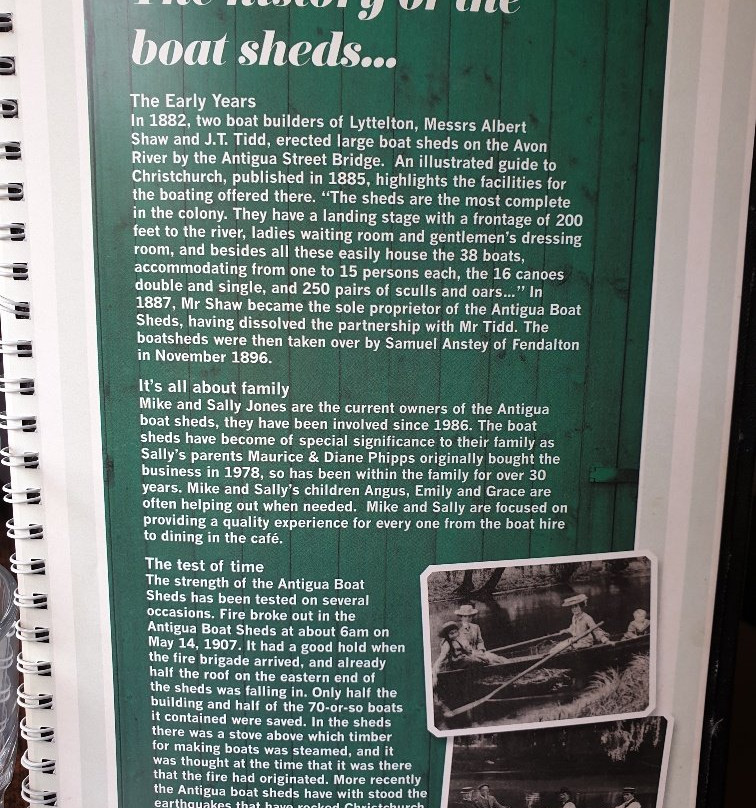 The history of the
boat sheds...
The Early Years
In 1882, two boat builders of Lyttelton, Messrs Albert
Shaw and J.T. Tidd, erected large boat sheds on the Avon
River by the Antigua Street Bridge. An illustrated guide to
Christchurch, published in 1885, highlights the facilities for
the boating offered there. “The sheds are the most complete
in the colony. They have a landing stage with a frontage of 200
feet to the river, ladies waiting room and gentlemen’s dressing
room, and besides all these easily house the 38 boats,
accommodating from one to 15 persons each, the 16 canoes
double and single, and 250 pairs of sculls and oars...” In
1887, Mr Shaw became the sole proprietor of the Antigua Boat
Sheds, having dissolved the partnership with Mr Tidd. The
boatsheds were then taken over by Samuel Anstey of Fendalton
in November 1896.
It’s all about family
Mike and Sally Jones are the current owners of the Antigua
boat sheds, they have been involved since 1986. The boat
sheds have become of special significance to their family as
Sally’s parents Maurice & Diane Phipps originally bought the
business in 1978, so has been within the family for over 30
years. Mike and Sally’s children Angus, Emily and Grace are
often helping out when needed. Mike and Sally are focused on
providing a quality experience for every one from the boat hire
to dining in the café.
The test of time
The strength of the Antigua Boat
Sheds has been tested on several
occasions. Fire broke out in the
Antigua Boat Sheds at about 6am on
May 14, 1907. It had a good hold when
the fire brigade arrived, and already
half the roof on the eastern end of
the sheds was falling in. Only half the
building and half of the 70-or-so boats
it contained were saved. In the sheds
there was a stove above which timber
for making boats was steamed, and it
was thought at the time that it was there
that the fire had originated. More recently
the Antigua boat sheds have with stood the
earthquakes that have rocked Christchurch